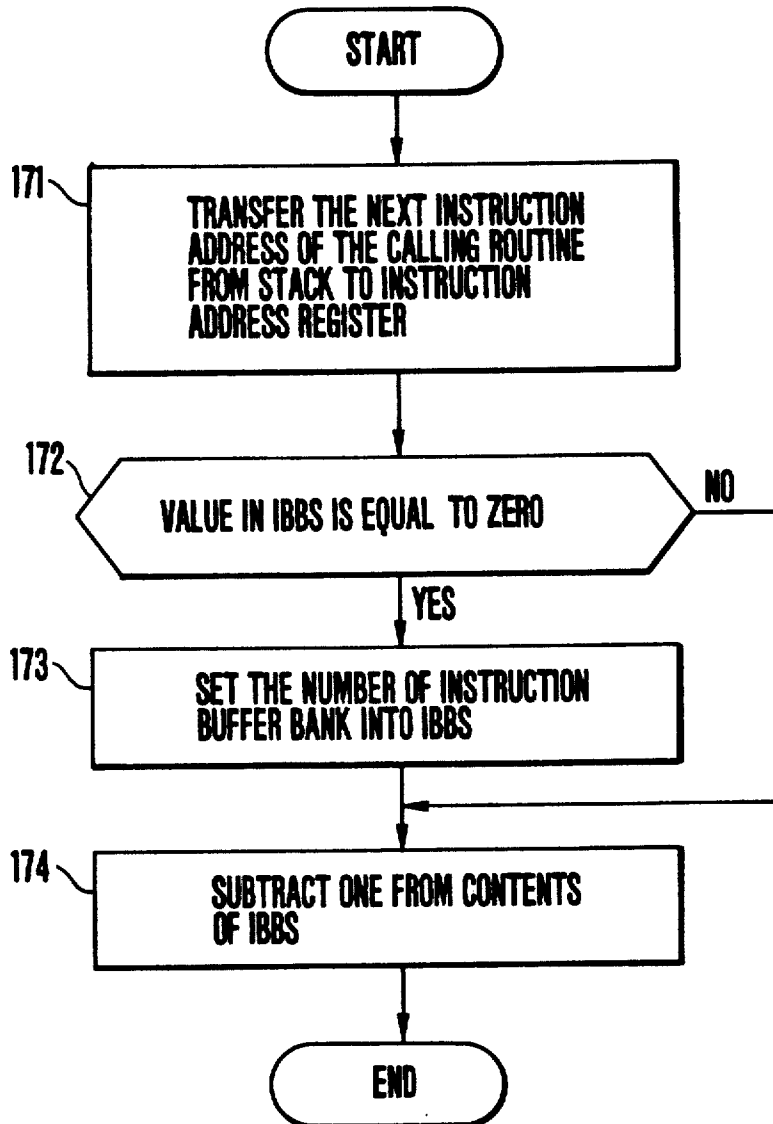 START
171
TRANSFER THE NEXT INSTRUCTION
ADDRESS OF THE CALLING ROUTINE
FROM STACK TO INSTRUCTION
ADDRESS REGISTER
172
VALUE IN IBBS IS EQUAL TO ZERO
NO
YES
173
SET THE NUMBER OF INSTRUCTION
BUFFER BANK INTO IBBS
174
SUBTRACT ONE FROM CONTENTS
OF IBBS
END